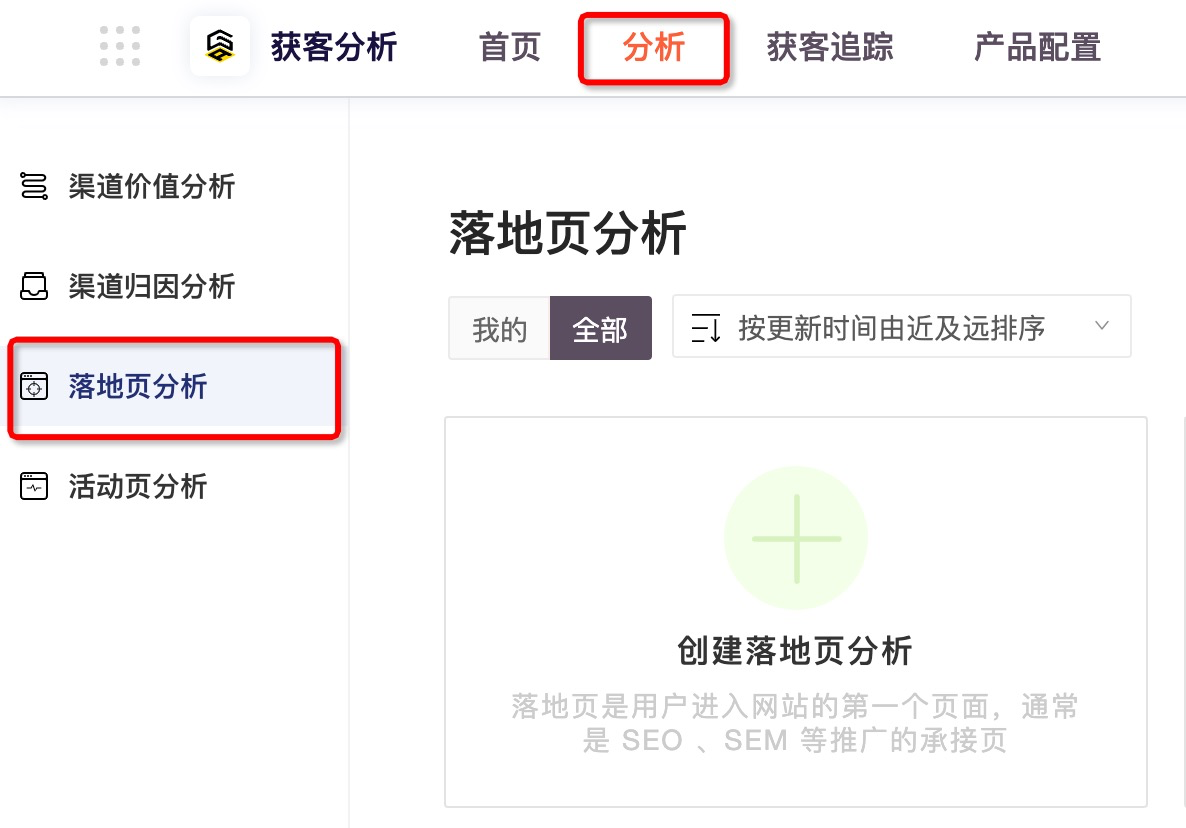 获客分析 首页 分析 获客追踪 产品配置
渠道价值分析
渠道归因分析
落地页分析
活动页分析
落地页分析
我的 全部 按更新时间由近及远排序
创建落地页分析
落地页是用户进入网站的第一个页面，通常
是 SEO 、SEM 等推广的承接页